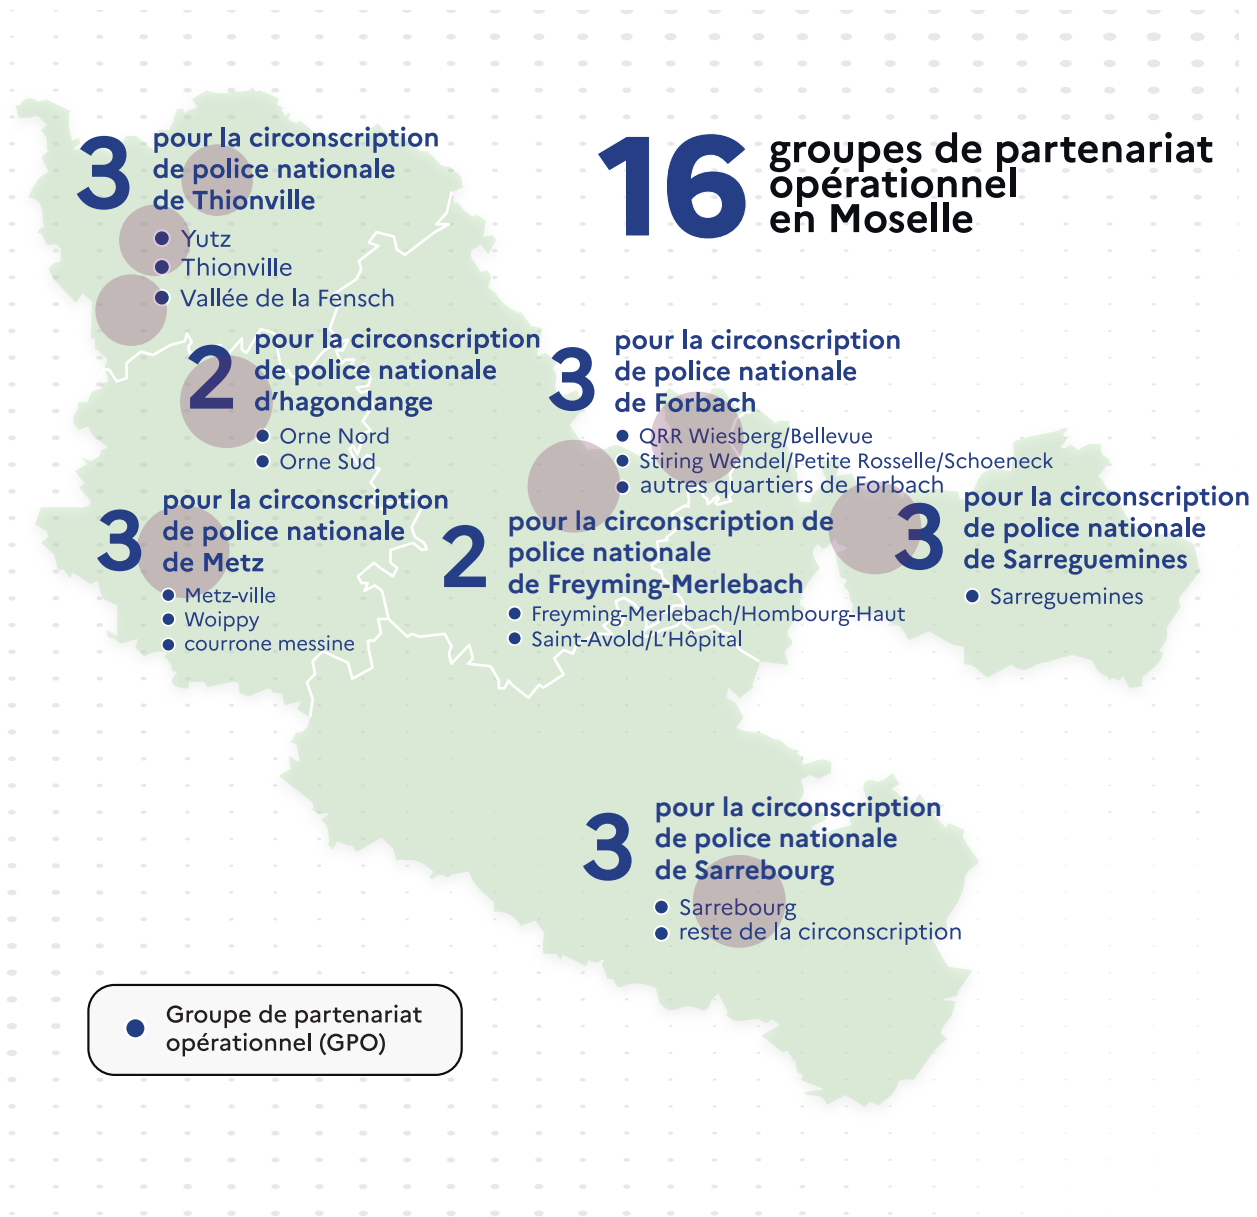 16
groupes de partenariat
opérationnel
en Moselle
3
pour la circonscription
de police nationale
de Thionville
Yutz
Thionville
Vallée de la Fensch
2
pour la circonscription
de police nationale
d'hagondange
Orne Nord
Orne Sud
3
pour la circonscription
de police nationale
de Forbach
QRR Wiesberg/Bellevue
Stiring Wendel/Petite Rosselle/Schoeneck
autres quartiers de Forbach
3
pour la circonscription
de police nationale
de Metz
Metz-ville
Woippy
courrone messine
2
pour la circonscription de
police nationale
de Freyming-Merlebach
Freyming-Merlebach/Hombourg-Haut
Saint-Avold/L'Hôpital
3
pour la circonscription
de police nationale
de Sarreguemines
Sarreguemines
3
pour la circonscription
de police nationale
de Sarrebourg
Sarrebourg
reste de la circonscription
Groupe de partenariat
opérationnel (GPO)